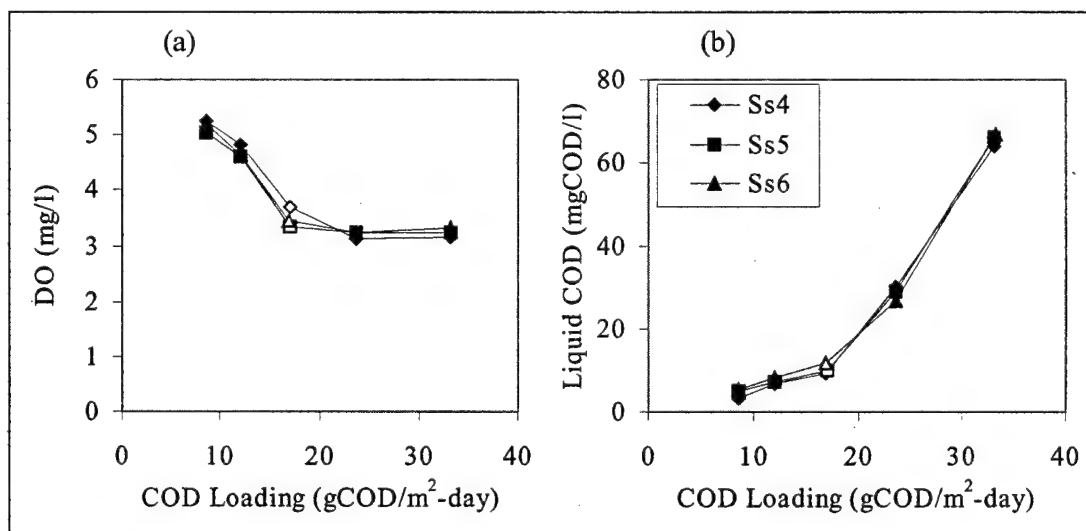 (a)
(b)
6
5
4
3
2
1
0
DO (mg/l)
0 10 20 30 40
COD Loading (gCOD/m²-day)
80
60
40
20
0
Liquid COD (mgCOD/l)
Ss4
Ss5
Ss6
0 10 20 30 40
COD Loading (gCOD/m²-day)